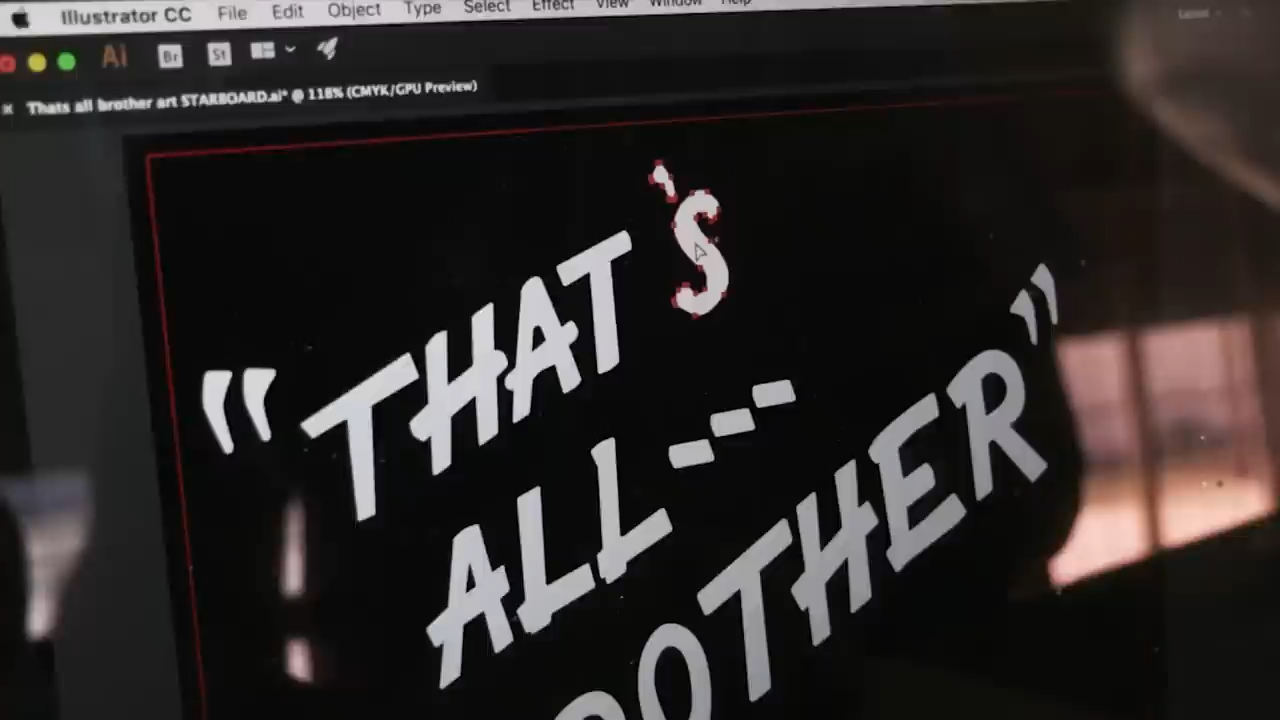 Illustrator CC File Edit Object Type Select Effect View Window Help
Ai Br St
× Thats all brother art STARBOARD.ai* @ 118% (CMYK/GPU Preview)
"THAT'S
ALL---
BROTHER"